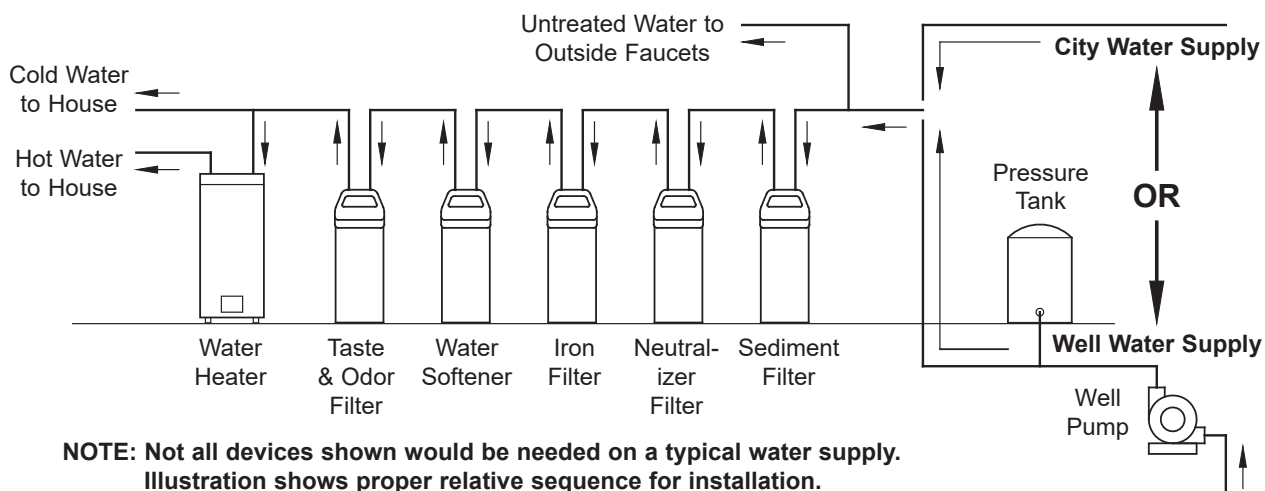 Untreated Water to
Outside Faucets
City Water Supply
Cold Water
to House
Hot Water
to House
Pressure
Tank
OR
Well Water Supply
Water
Heater
Taste
& Odor
Filter
Water
Softener
Iron
Filter
Neutral-
izer
Filter
Sediment
Filter
Well
Pump
NOTE: Not all devices shown would be needed on a typical water supply.
Illustration shows proper relative sequence for installation.